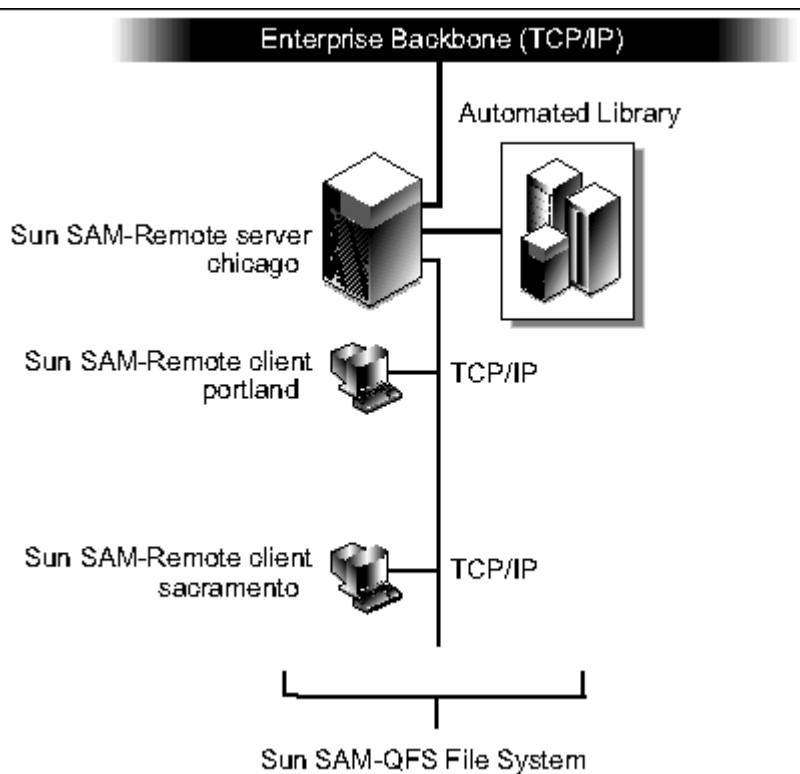 Enterprise Backbone (TCP/IP)
Automated Library
Sun SAM-Remote server
chicago
Sun SAM-Remote client
portland
TCP/IP
Sun SAM-Remote client
sacramento
TCP/IP
Sun SAM-QFS File System